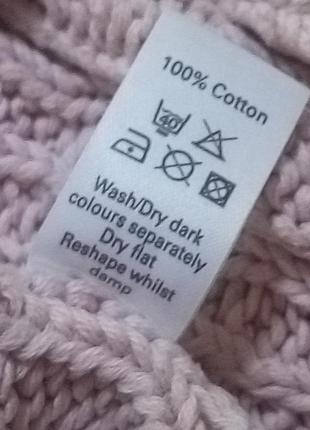 100% Cotton
40
Wash/Dry dark
colours separately
Dry flat
Reshape whilst
damp